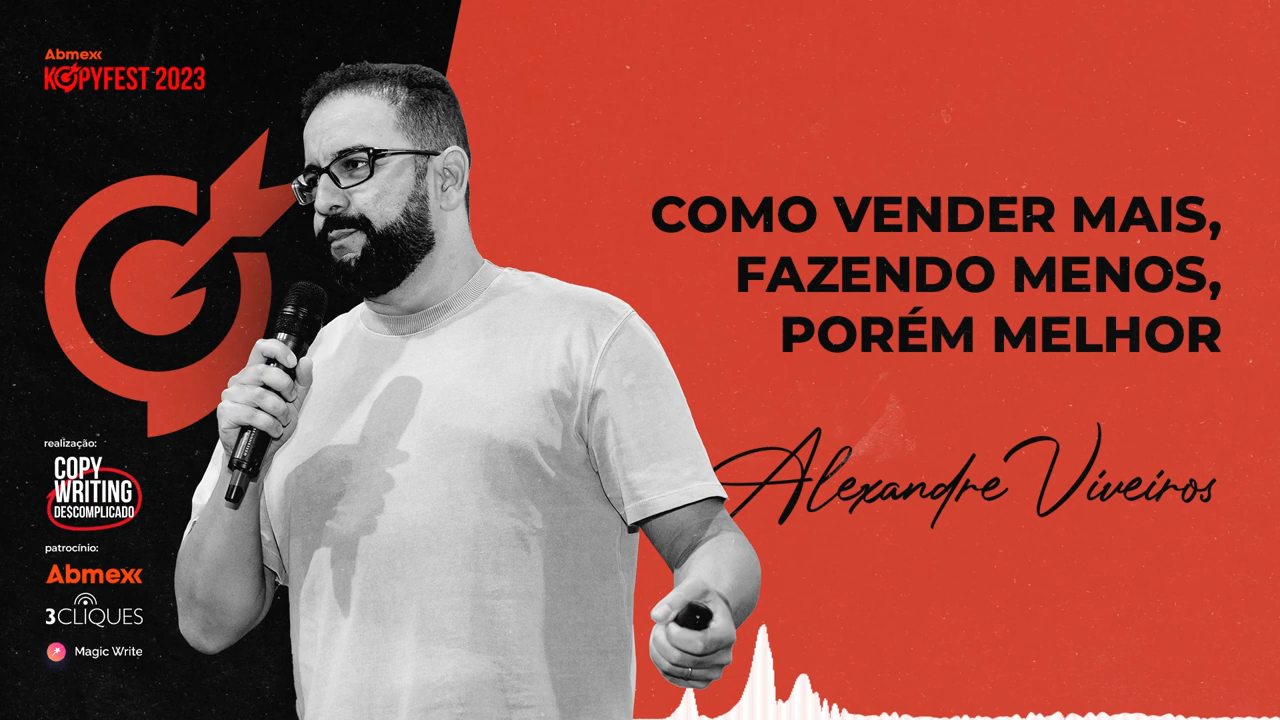 Abmex
KOPYFEST 2023
COMO VENDER MAIS,
FAZENDO MENOS,
PORÉM MELHOR
Alexandre Viveiros
realização:
COPY
WRITING
DESCOMPLICADO
patrocínio:
Abmex
3CLIQUES
Magic Write